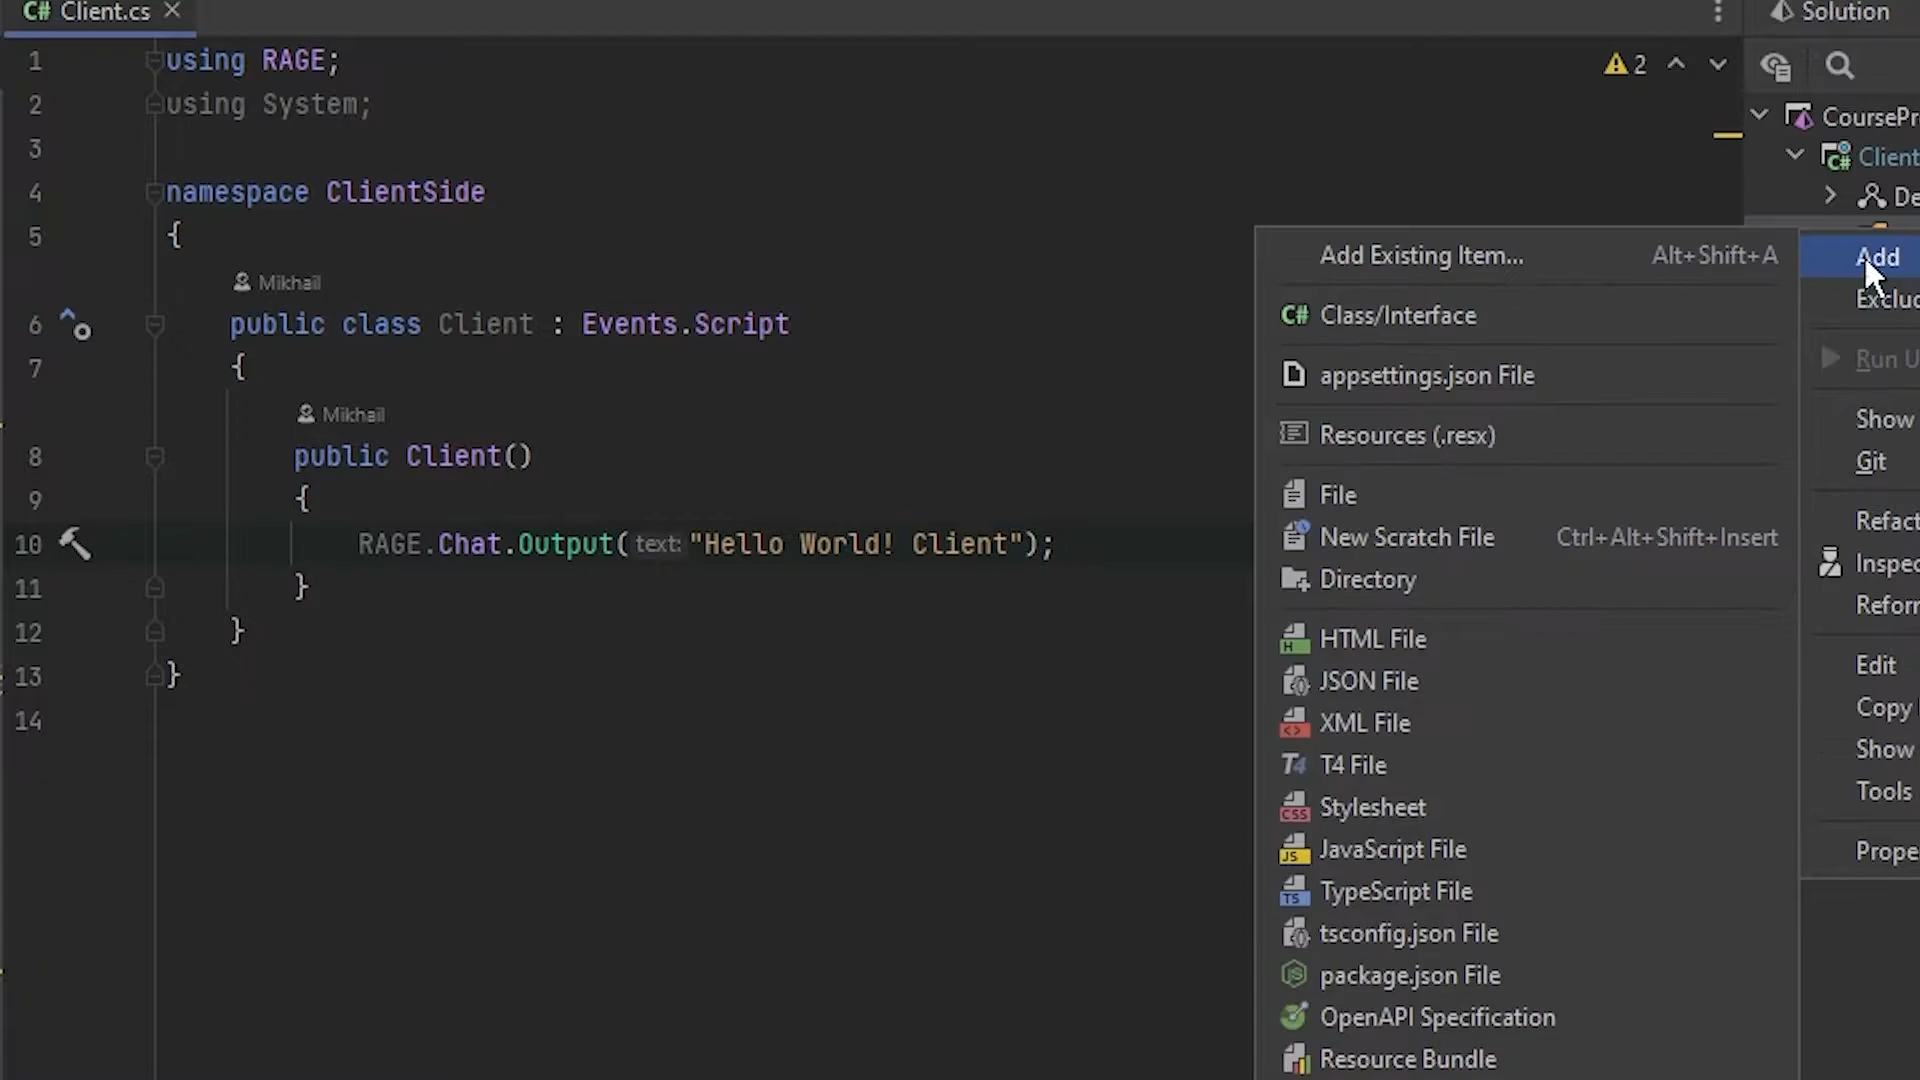 C# Client.cs
Solution
1 using RAGE;
2
2 using System;
3
4 namespace ClientSide
5 {
Mikhail
6 public class Client : Events.Script
7 {
Mikhail
8 public Client()
9 {
10 RAGE.Chat.Output( text: "Hello World! Client");
11 }
12 }
13 }
14
Add Existing Item... Alt+Shift+A
C# Class/Interface
appsettings.json File
Resources (.resx)
File
New Scratch File Ctrl+Alt+Shift+Insert
Directory
H HTML File
JSON File
<> XML File
T4 T4 File
CSS Stylesheet
JS JavaScript File
TS TypeScript File
tsconfig.json File
package.json File
OpenAPI Specification
Resource Bundle
CoursePr
C# Client
De
Add
Exclud
Run U
Show
Git
Refact
Inspec
Refor
Edit
Copy
Show
Tools
Prope